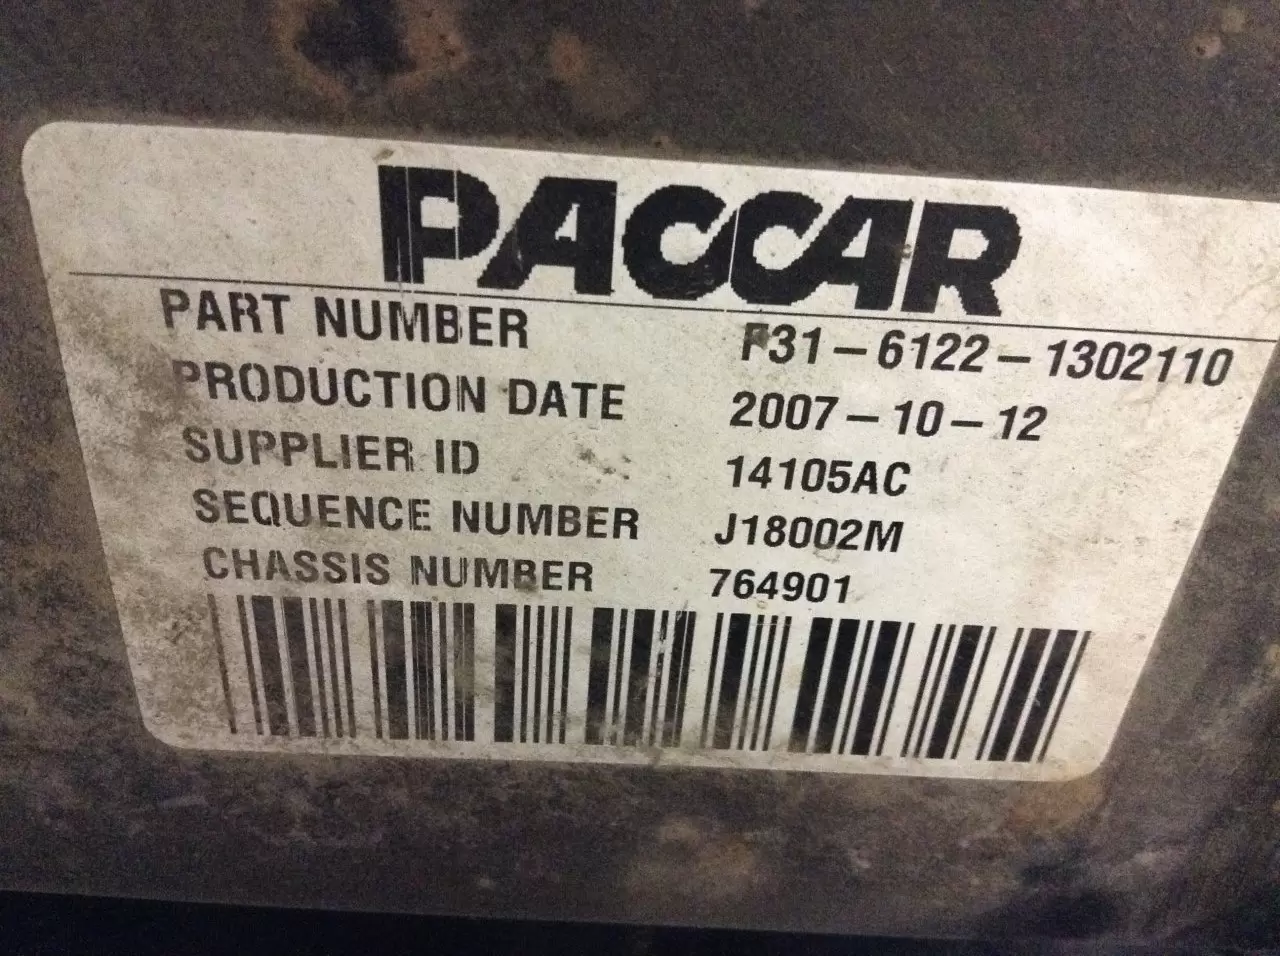 PACCAR
PART NUMBER F31-6122-1302110
PRODUCTION DATE 2007-10-12
SUPPLIER ID 14105AC
SEQUENCE NUMBER J18002M
CHASSIS NUMBER 764901